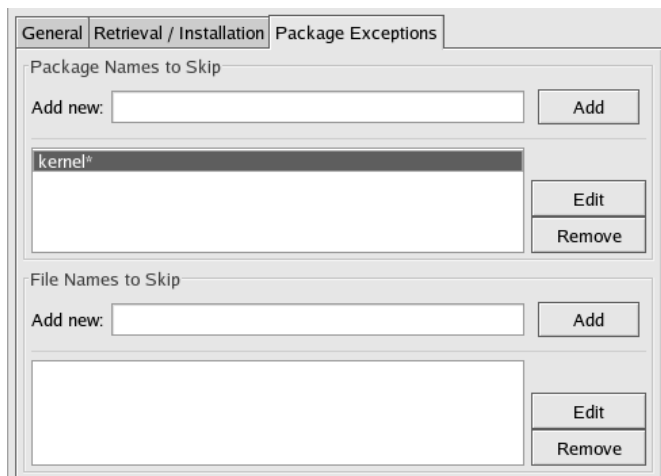 General Retrieval / Installation Package Exceptions
Package Names to Skip
Add new: Add
kernel*
Edit
Remove
File Names to Skip
Add new: Add
Edit
Remove